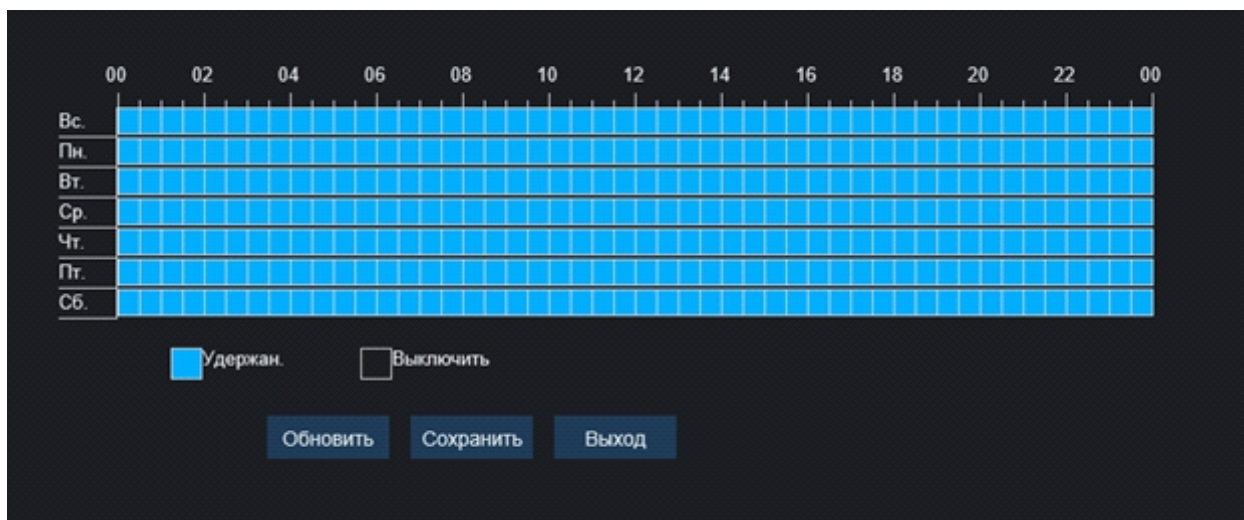 00 02 04 06 08 10 12 14 16 18 20 22 00
Вс.
Пн.
Вт.
Ср.
Чт.
Пт.
Сб.
Удержан. Выключить
Обновить Сохранить Выход